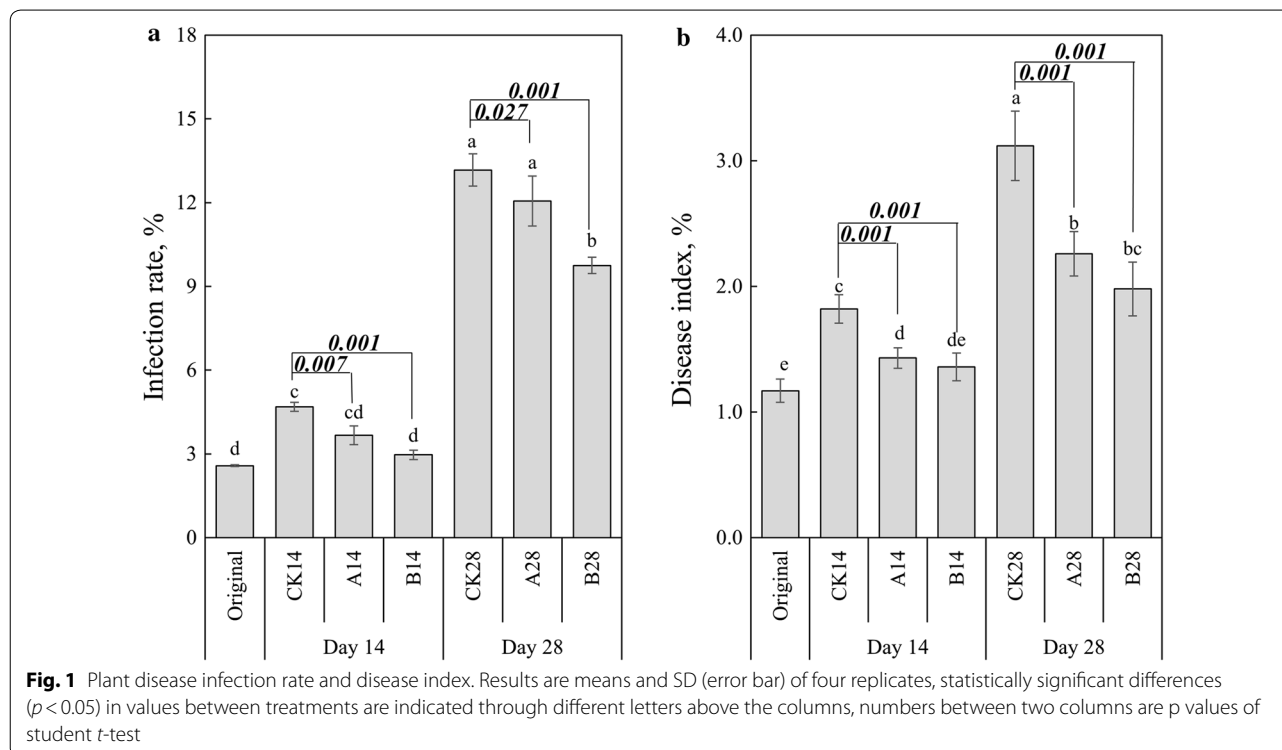 a
18
15
12
9
6
3
0
Infection rate, %
d
c
cd
d
a
a
b
0.007
0.001
0.027
0.001
Original
CK14
A14
B14
CK28
A28
B28
Day 14
Day 28
b
4.0
3.0
2.0
1.0
0.0
Disease index, %
e
c
d
de
a
b
bc
0.001
0.001
0.001
0.001
Original
CK14
A14
B14
CK28
A28
B28
Day 14
Day 28
Fig. 1 Plant disease infection rate and disease index. Results are means and SD (error bar) of four replicates, statistically significant differences
(p < 0.05) in values between treatments are indicated through different letters above the columns, numbers between two columns are p values of
student t-test